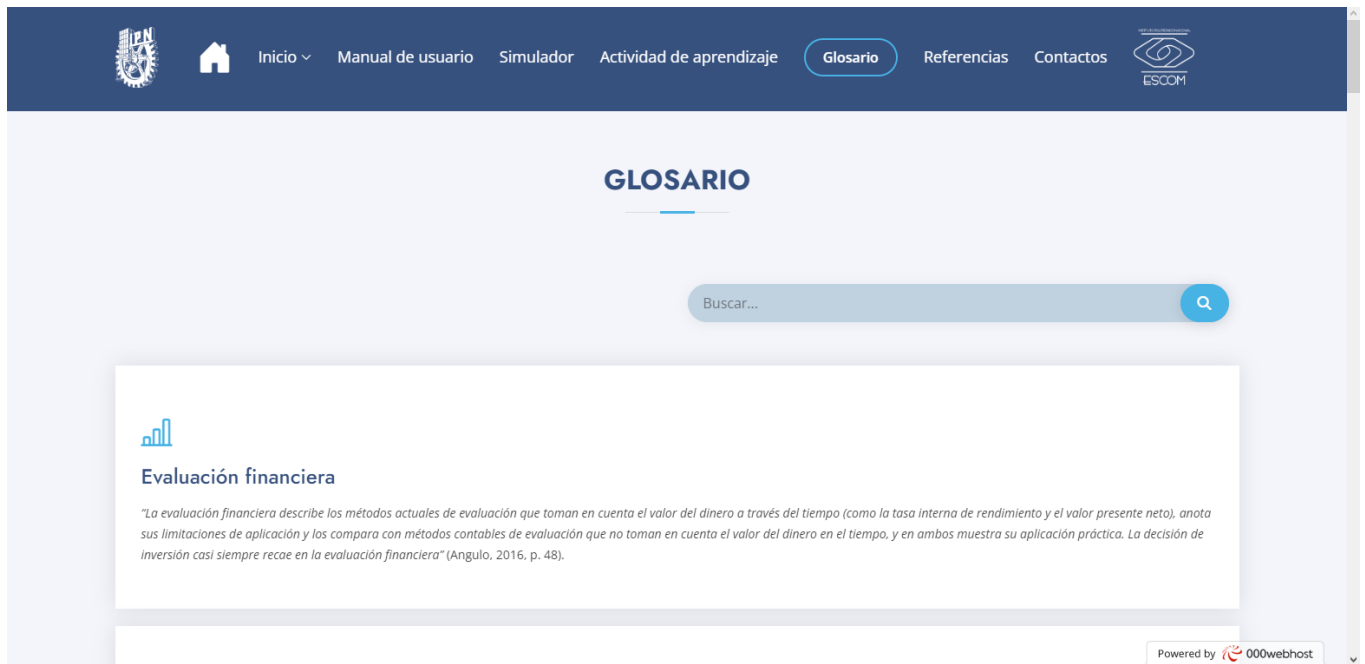 IPN
Inicio
Manual de usuario
Simulador
Actividad de aprendizaje
Glosario
Referencias
Contactos
ESCOM
GLOSARIO
Buscar...
Evaluación financiera
"La evaluación financiera describe los métodos actuales de evaluación que toman en cuenta el valor del dinero a través del tiempo (como la tasa interna de rendimiento y el valor presente neto), anota
sus limitaciones de aplicación y los compara con métodos contables de evaluación que no toman en cuenta el valor del dinero en el tiempo, y en ambos muestra su aplicación práctica. La decisión de
inversión casi siempre recae en la evaluación financiera" (Angulo, 2016, p. 48).
Powered by 000webhost